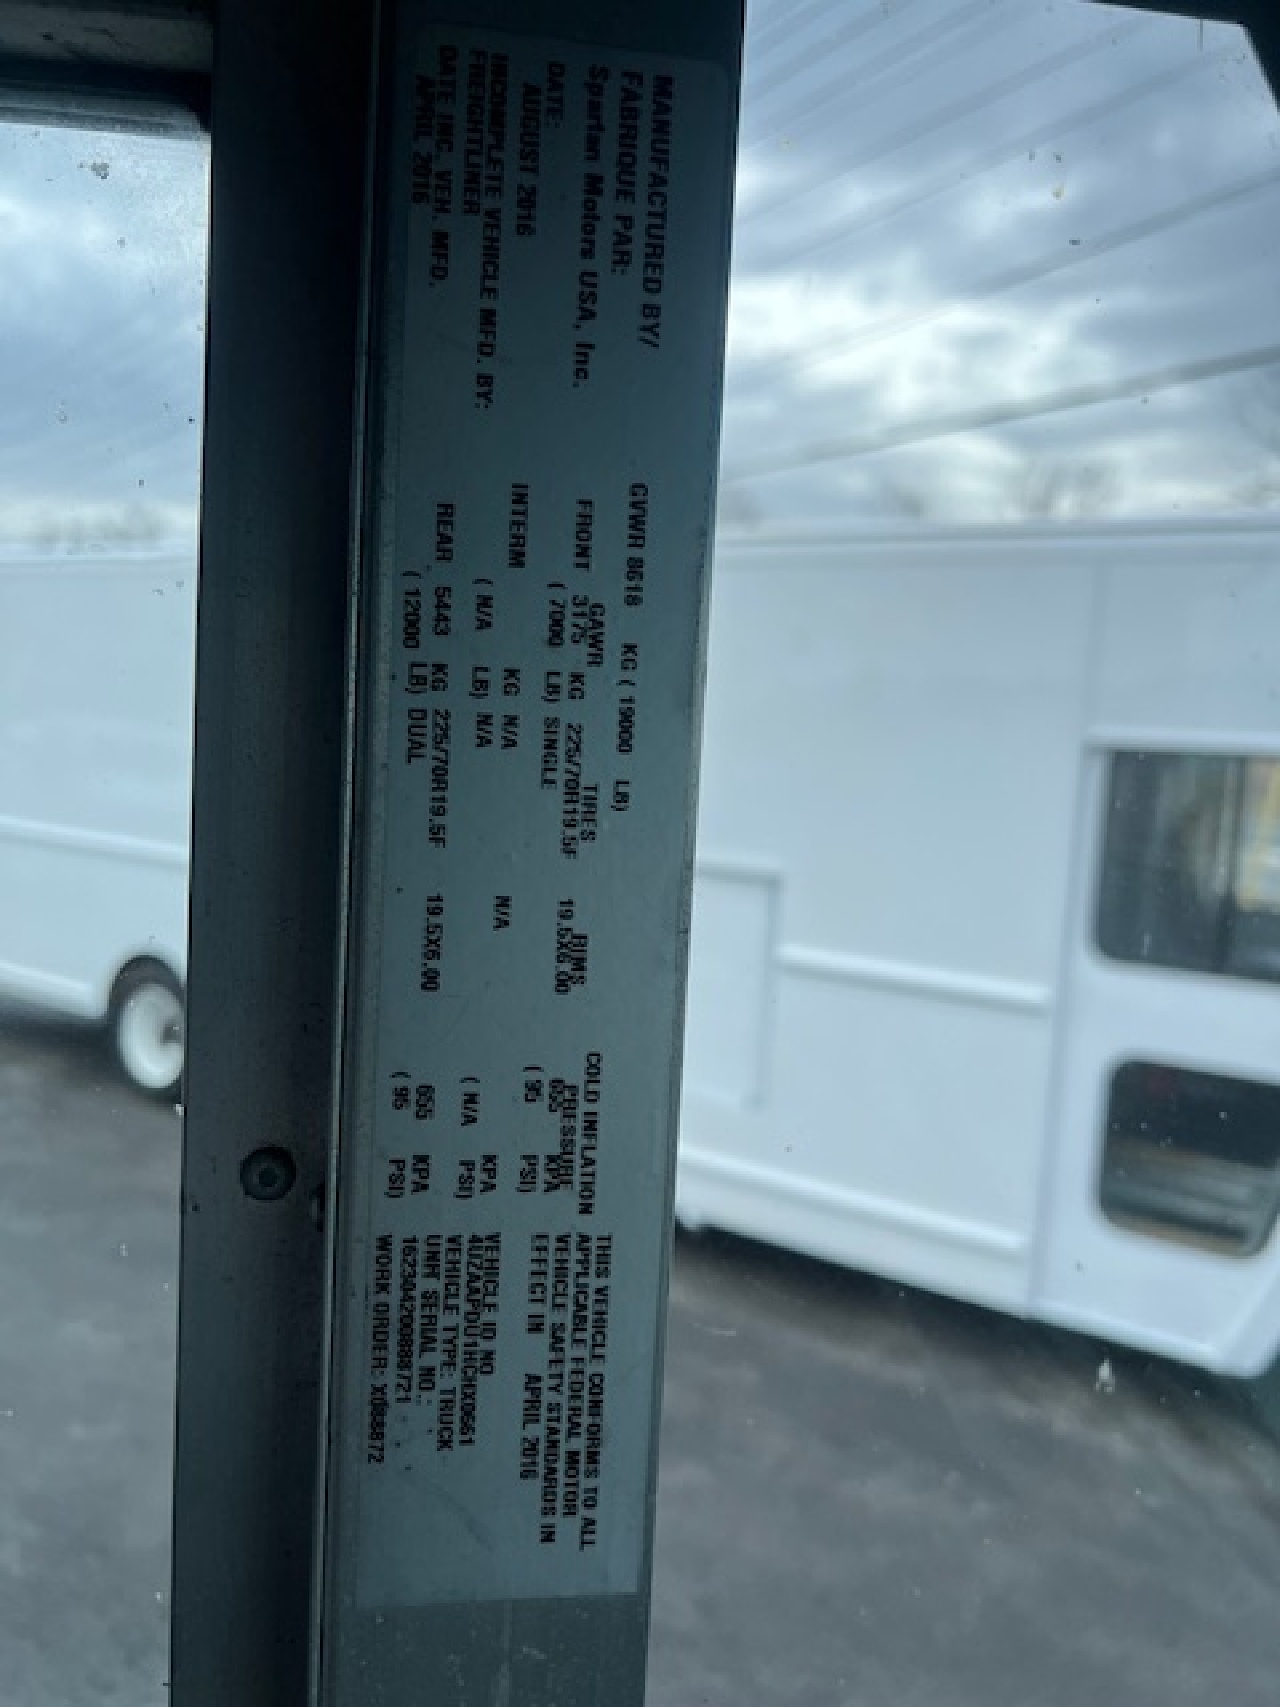 MANUFACTURED BY/
FABRIQUE PAR:
Spartan Motors USA, Inc.
DATE:
AUGUST 2016
INCOMPLETE VEHICLE MFD. BY:
FREIGHTLINER
DATE INC. VEH. MFD.
APRIL 2016
GVWR 8618 KG ( 19000 LB)
GAWR TIRES RIMS COLD INFLATION PRESSURE
FRONT 3175 KG 225/70R19.5F 19.5X6.00 655 KPA
( 7000 LB) SINGLE ( 95 PSI)
INTERM KG N/A N/A KPA
( N/A LB) N/A ( N/A PSI)
REAR 5443 KG 225/70R19.5F 19.5X6.00 655 KPA
( 12000 LB) DUAL ( 95 PSI)
THIS VEHICLE CONFORMS TO ALL
APPLICABLE FEDERAL MOTOR
VEHICLE SAFETY STANDARDS IN
EFFECT IN APRIL 2016
VEHICLE ID NO
4UZAAPDU1HCHX0661
VEHICLE TYPE: TRUCK
UNIT SERIAL NO.:
WORK ORDER: X088872